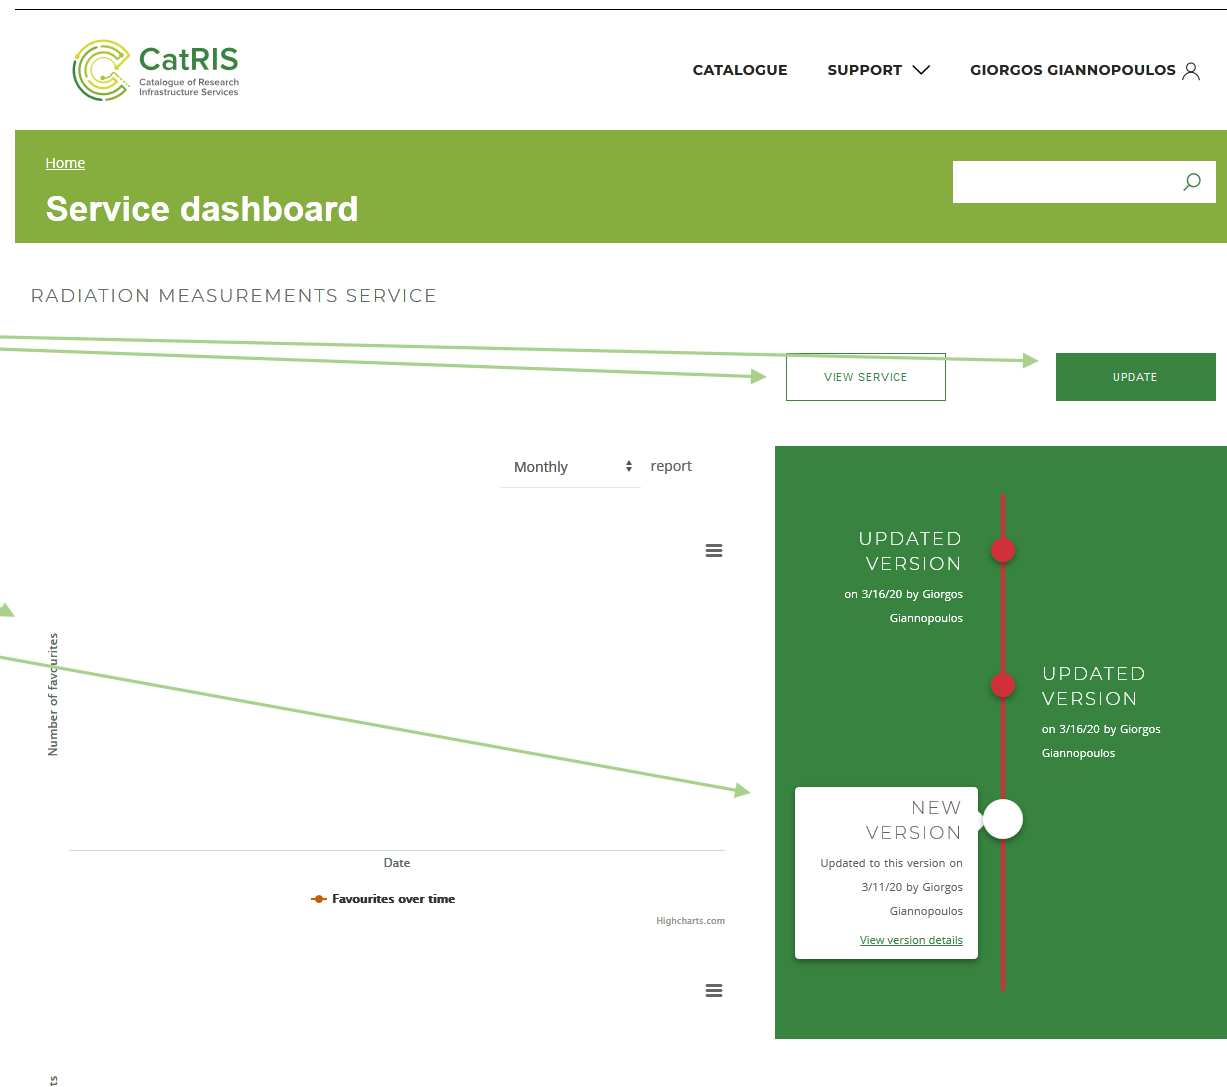 CatRIS
Catalogue of Research
Infrastructure Services
CATALOGUE
SUPPORT
GIORGOS GIANNOPOULOS
Home
Service dashboard
RADIATION MEASUREMENTS SERVICE
VIEW SERVICE
UPDATE
Monthly
report
Number of favourites
Date
Favourites over time
Highcharts.com
UPDATED
VERSION
on 3/16/20 by Giorgos
Giannopoulos
UPDATED
VERSION
on 3/16/20 by Giorgos
Giannopoulos
NEW
VERSION
Updated to this version on
3/11/20 by Giorgos
Giannopoulos
View version details